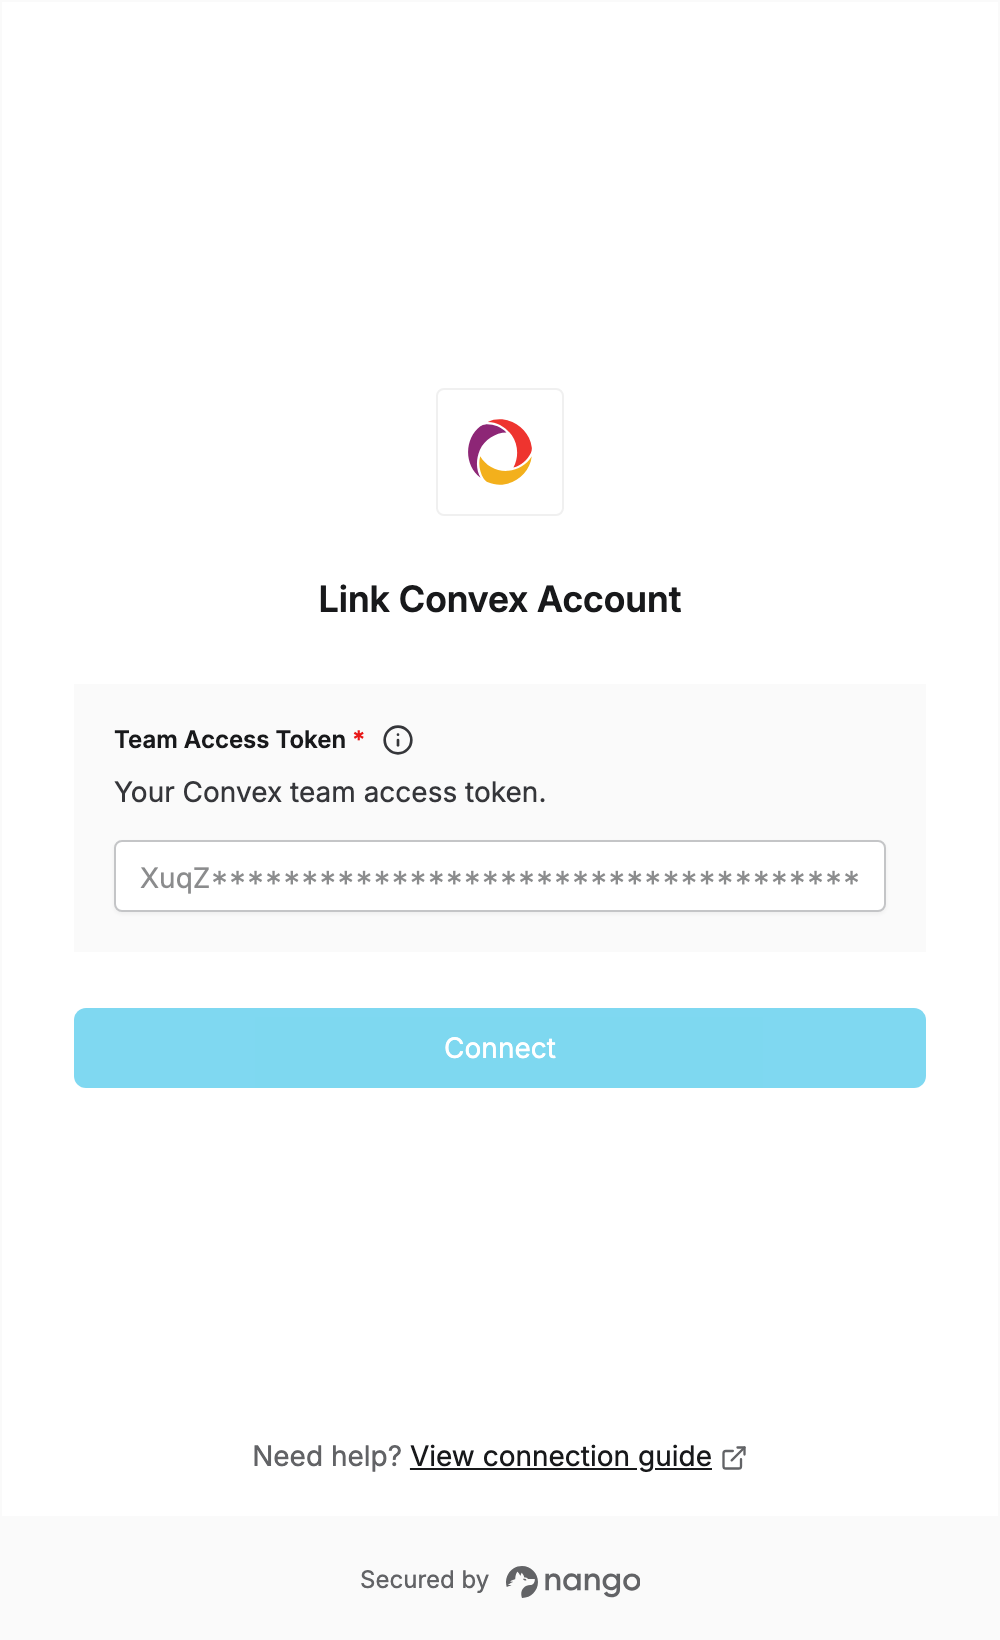 Link Convex Account
Team Access Token *
Your Convex team access token.
XuqZ************************************
Connect
Need help? View connection guide
Secured by nango